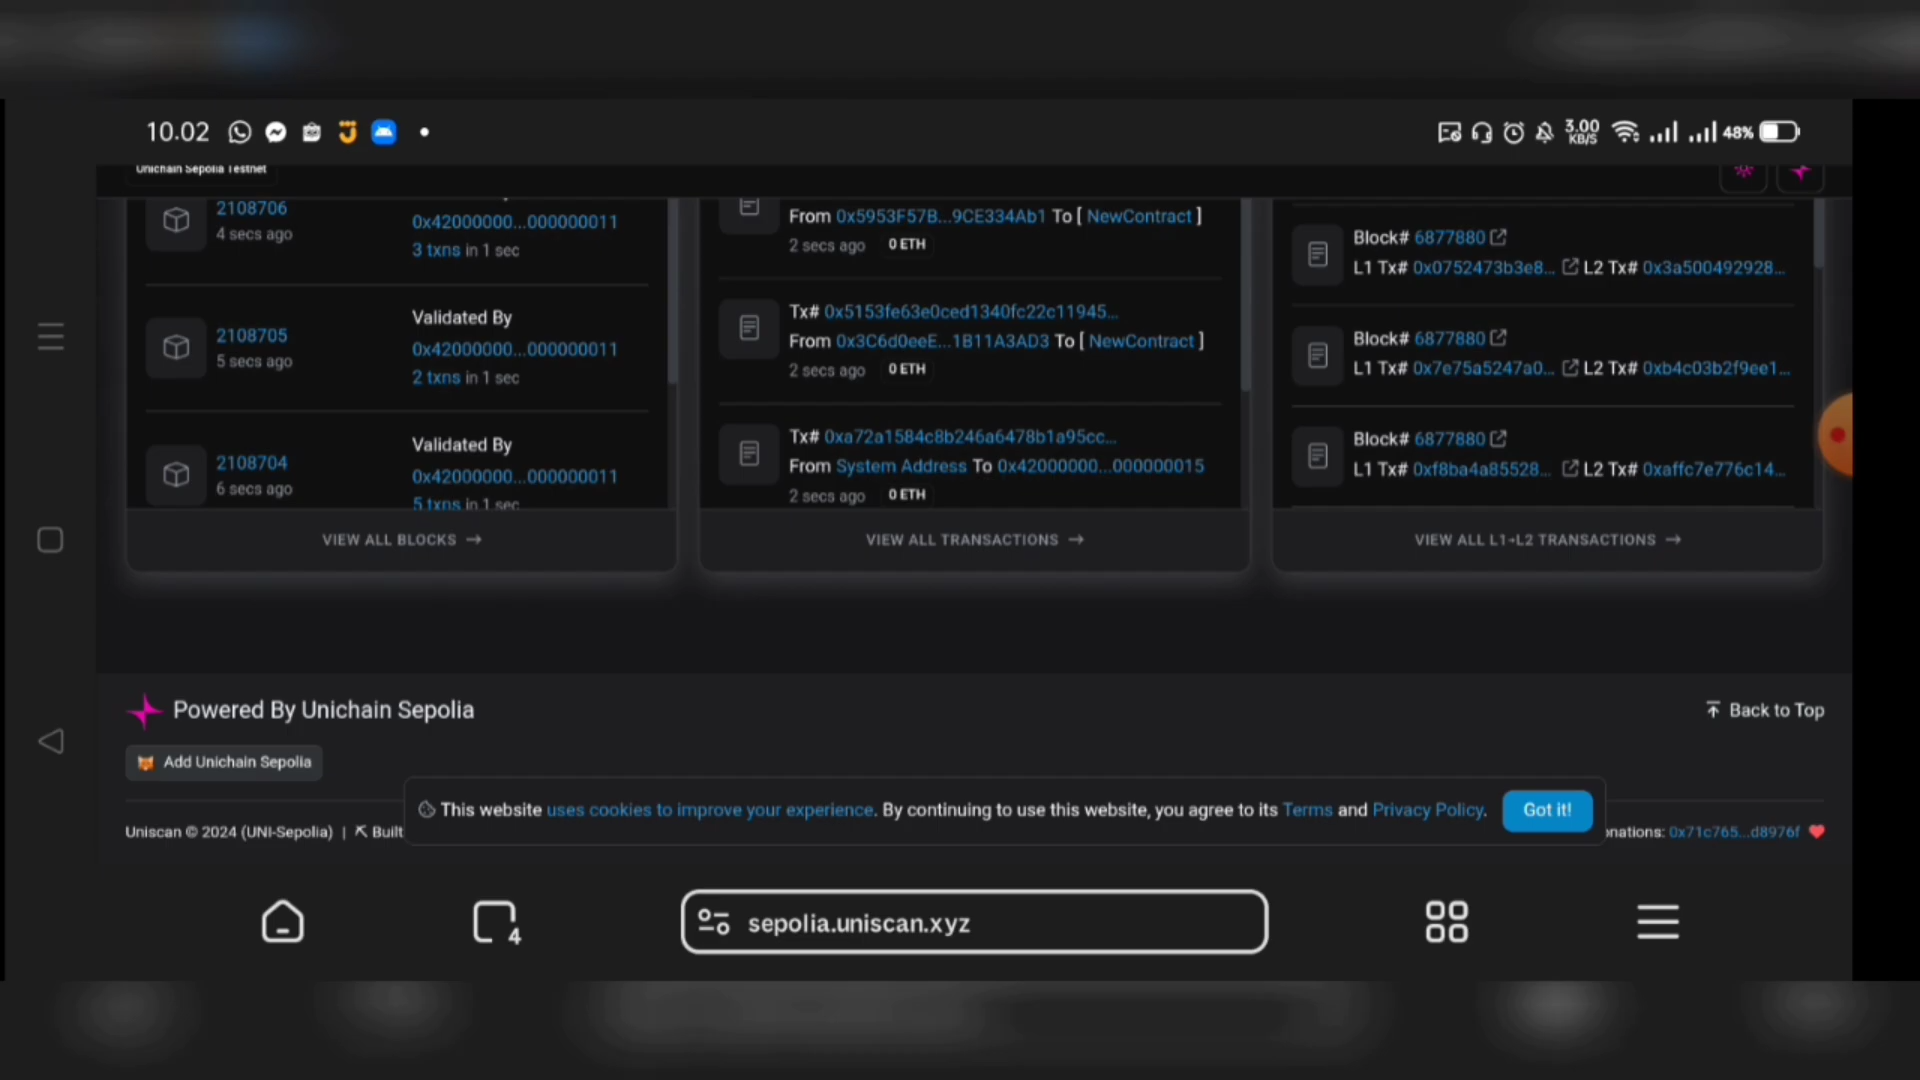 10.02
3.00 KB/S
48%
Unichain Sepolia Testnet
2108706
4 secs ago
0x42000000...000000011
3 txns in 1 sec
2108705
5 secs ago
Validated By
0x42000000...000000011
2 txns in 1 sec
2108704
6 secs ago
Validated By
0x42000000...000000011
5 txns in 1 sec
VIEW ALL BLOCKS →
From 0x5953F57B...9CE334Ab1 To [ NewContract ]
2 secs ago 0 ETH
Tx# 0x5153fe63e0ced1340fc22c11945...
From 0x3C6d0eeE...1B11A3AD3 To [ NewContract ]
2 secs ago 0 ETH
Tx# 0xa72a1584c8b246a6478b1a95cc...
From System Address To 0x42000000...000000015
2 secs ago 0 ETH
VIEW ALL TRANSACTIONS →
Block# 6877880
L1 Tx# 0x0752473b3e8... L2 Tx# 0x3a500492928...
Block# 6877880
L1 Tx# 0x7e75a5247a0... L2 Tx# 0xb4c03b2f9ee1...
Block# 6877880
L1 Tx# 0xf8ba4a85528... L2 Tx# 0xaffc7e776c14...
VIEW ALL L1→L2 TRANSACTIONS →
Powered By Unichain Sepolia
Back to Top
Add Unichain Sepolia
This website uses cookies to improve your experience. By continuing to use this website, you agree to its Terms and Privacy Policy.
Got it!
Uniscan © 2024 (UNI-Sepolia) | Built
nations: 0x71c765...d8976f
4
sepolia.uniscan.xyz